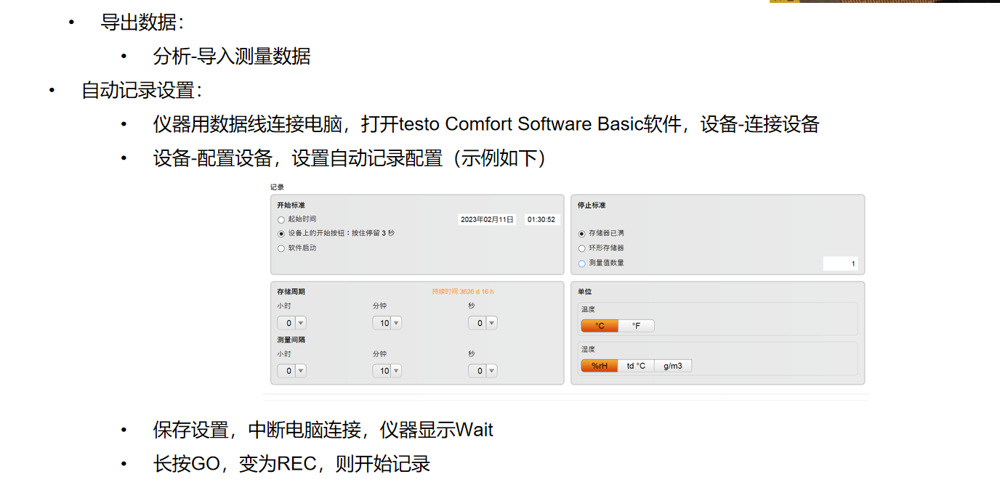 • 导出数据：
• 分析-导入测量数据
• 自动记录设置：
• 仪器用数据线连接电脑，打开testo Comfort Software Basic软件，设备-连接设备
• 设备-配置设备，设置自动记录配置（示例如下）
记录
开始标准
起始时间 2023年02月11日 01:30:52
设备上的开始按钮：按住停留 3 秒
软件启动
停止标准
存储器已满
环形存储器
测量值数量 1
存储周期 持续时间:3626 d 16 h
小时 分钟 秒
0 10 0
测量间隔
小时 分钟 秒
0 10 0
单位
温度
°C °F
湿度
%rH td °C g/m3
• 保存设置，中断电脑连接，仪器显示Wait
• 长按GO，变为REC，则开始记录